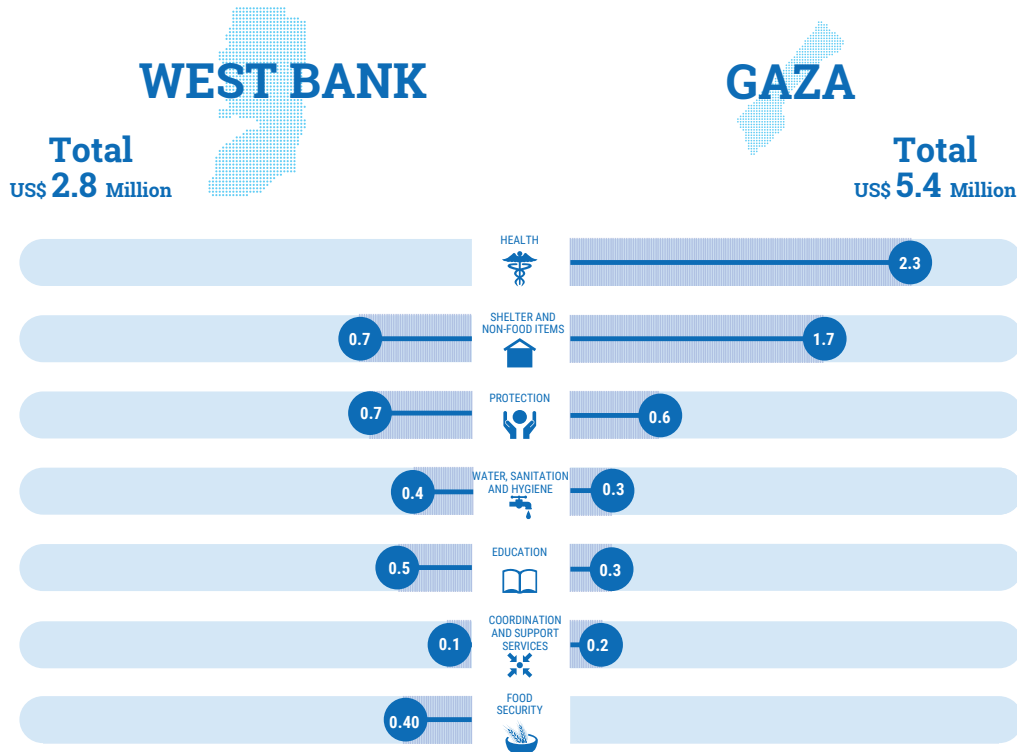 WEST BANK
GAZA
Total
US$ 2.8 Million
Total
US$ 5.4 Million
HEALTH
2.3
SHELTER AND
NON-FOOD ITEMS
0.7
1.7
PROTECTION
0.7
0.6
WATER, SANITATION
AND HYGIENE
0.4
0.3
EDUCATION
0.5
0.3
COORDINATION
AND SUPPORT
SERVICES
0.1
0.2
FOOD
SECURITY
0.40